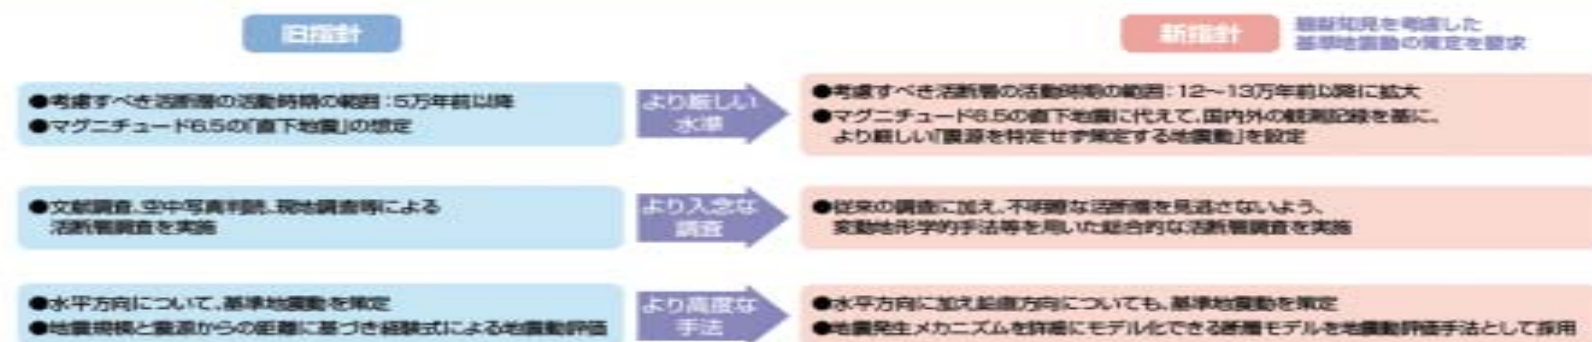 旧指針
新指針
最新知見を考慮した
基準地震動の策定を要求
●考慮すべき活断層の活動時期の範囲：5万年前以降
●マグニチュード6.5の「直下地震」の想定
より厳しい
水準
●考慮すべき活断層の活動時期の範囲：12～13万年前以降に拡大
●マグニチュード6.5の直下地震に代えて、国内外の観測記録を基に、
より厳しい「震源を特定せず策定する地震動」を設定
●文献調査、空中写真判読、現地調査等による
活断層調査を実施
より入念な
調査
●従来の調査に加え、不明瞭な活断層を見逃さないよう、
変動地形学的手法等を用いた総合的な活断層調査を実施
●水平方向について、基準地震動を策定
●地震規模と震源からの距離に基づき経験式による地震動評価
より高度な
手法
●水平方向に加え鉛直方向についても、基準地震動を策定
●地震発生メカニズムを詳細にモデル化できる断層モデルを地震動評価手法として採用